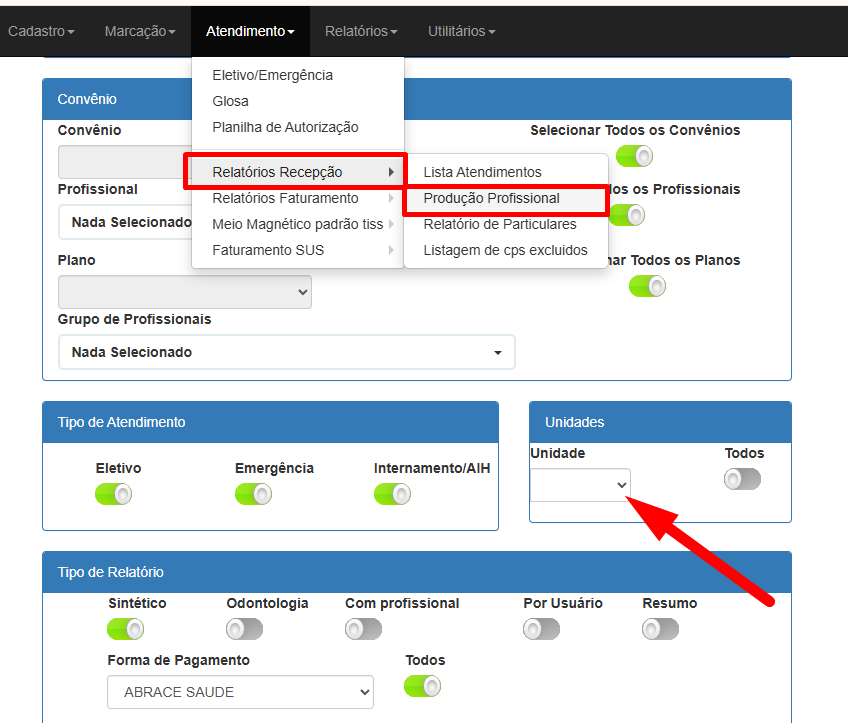 Cadastro Marcação Atendimento Relatórios Utilitários
Eletivo/Emergência
Glosa
Planilha de Autorização
Relatórios Recepção
Relatórios Faturamento
Meio Magnético padrão tiss
Faturamento SUS
Lista Atendimentos
Produção Profissional
Relatório de Particulares
Listagem de cps excluidos
Convênio
Convênio
Selecionar Todos os Convênios
Profissional
os Profissionais
Nada Selecionado
Plano
Todos os Planos
Grupo de Profissionais
Nada Selecionado
Tipo de Atendimento
Eletivo Emergência Internamento/AIH
Unidades
Unidade Todos
Tipo de Relatório
Sintético Odontologia Com profissional Por Usuário Resumo
Forma de Pagamento Todos
ABRACE SAUDE